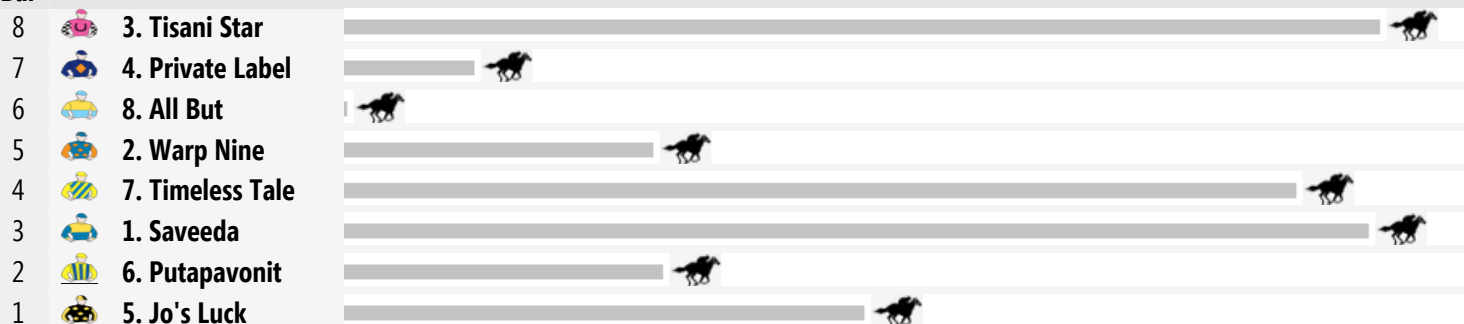 8 3. Tisani Star
7 4. Private Label
6 8. All But
5 2. Warp Nine
4 7. Timeless Tale
3 1. Saveeda
2 6. Putapavonit
1 5. Jo's Luck